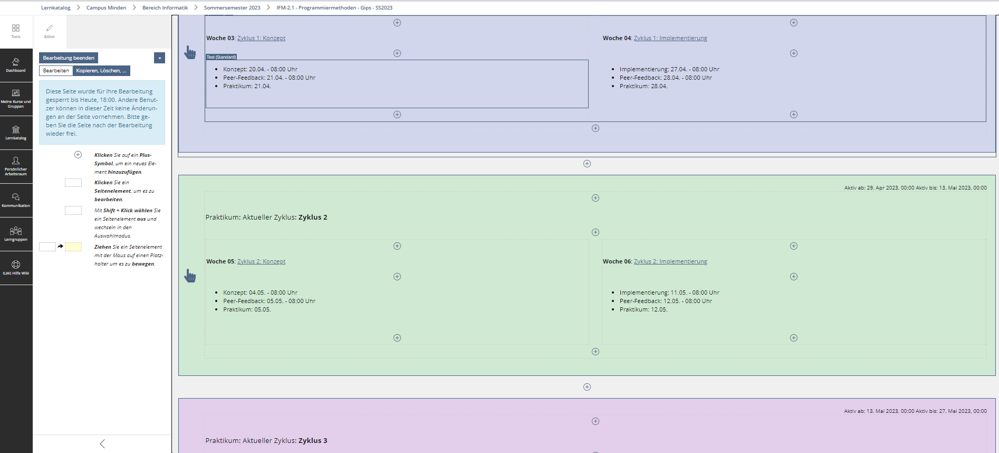 Lernkatalog
Campus Minden
Bereich Informatik
Sommersemester 2023
IFM-2.1 - Programmiermethoden - Gips - SS2023
Tools
Editor
Dashboard
Meine Kurse und
Gruppen
Lernkatalog
Persönlicher
Arbeitsraum
Kommunikation
Lerngruppen
ILIAS Hilfe Wiki
Bearbeitung beenden
Bearbeiten
Kopieren, Löschen, ...
Diese Seite wurde für Ihre Bearbeitung
gesperrt bis Heute, 18:00. Andere Benut-
zer können in dieser Zeit keine Änderun-
gen an der Seite vornehmen. Bitte ge-
ben Sie die Seite nach der Bearbeitung
wieder frei.
Klicken Sie auf ein Plus-
Symbol, um ein neues Ele-
ment hinzuzufügen.
Klicken Sie ein
Seitenelement, um es zu
bearbeiten.
Mit Shift + Klick wählen Sie
ein Seitenelement aus und
wechseln in den
Auswahlmodus.
Ziehen Sie ein Seitenelement
mit der Maus auf einen Platz-
halter um es zu bewegen.
Woche 03: Zyklus 1: Konzept
Text (Standard)
Konzept: 20.04. - 08:00 Uhr
Peer-Feedback: 21.04. - 08:00 Uhr
Praktikum: 21.04.
Woche 04: Zyklus 1: Implementierung
Implementierung: 27.04. - 08:00 Uhr
Peer-Feedback: 28.04. - 08:00 Uhr
Praktikum: 28.04.
Aktiv ab: 29. Apr 2023, 00:00 Aktiv bis: 13. Mai 2023, 00:00
Praktikum: Aktueller Zyklus: Zyklus 2
Woche 05: Zyklus 2: Konzept
Konzept: 04.05. - 08:00 Uhr
Peer-Feedback: 05.05. - 08:00 Uhr
Praktikum: 05.05.
Woche 06: Zyklus 2: Implementierung
Implementierung: 11.05. - 08:00 Uhr
Peer-Feedback: 12.05. - 08:00 Uhr
Praktikum: 12.05.
Aktiv ab: 13. Mai 2023, 00:00 Aktiv bis: 27. Mai 2023, 00:00
Praktikum: Aktueller Zyklus: Zyklus 3